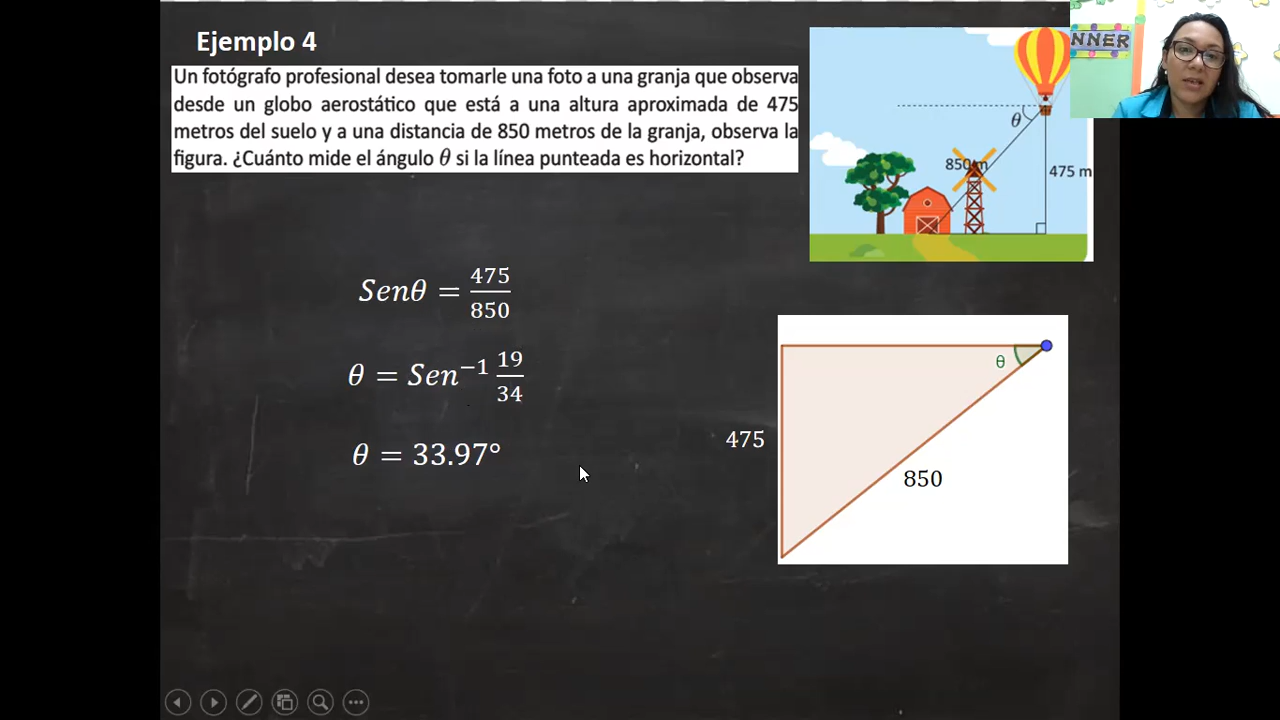 Ejemplo 4
Un fotógrafo profesional desea tomarle una foto a una granja que observa
desde un globo aerostático que está a una altura aproximada de 475
metros del suelo y a una distancia de 850 metros de la granja, observa la
figura. ¿Cuánto mide el ángulo θ si la línea punteada es horizontal?
NNER
θ
850 m
475 m
Senθ = 475/850
θ = Sen⁻¹ 19/34
θ = 33.97°
θ
475
850